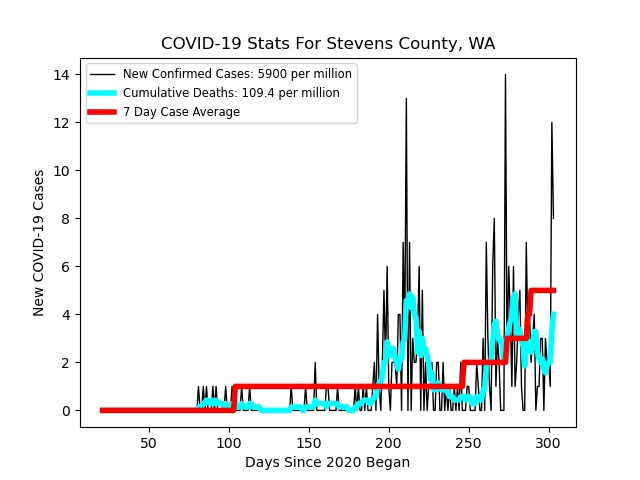 COVID-19 Stats For Stevens County, WA
New Confirmed Cases: 5900 per million
Cumulative Deaths: 109.4 per million
7 Day Case Average
New COVID-19 Cases
14
12
10
8
6
4
2
0
50 100 150 200 250 300
Days Since 2020 Began